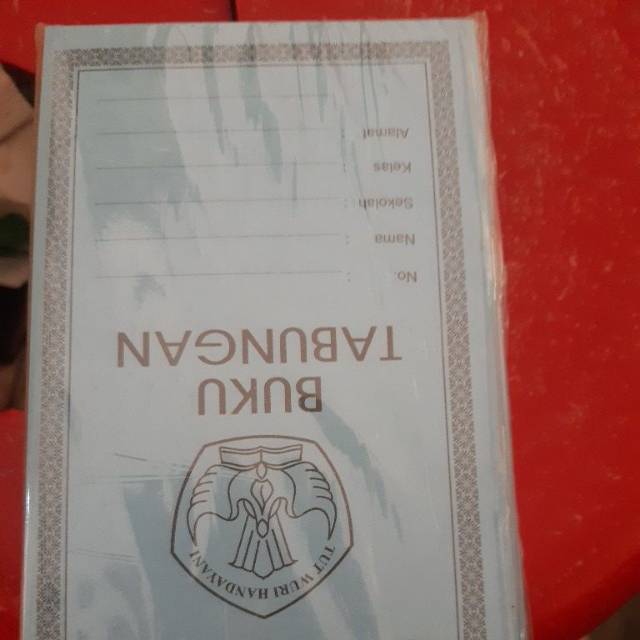 TUT WURI HANDAYANI
BUKU
TABUNGAN
No. :
Nama :
Sekolah :
Kelas :
Alamat :